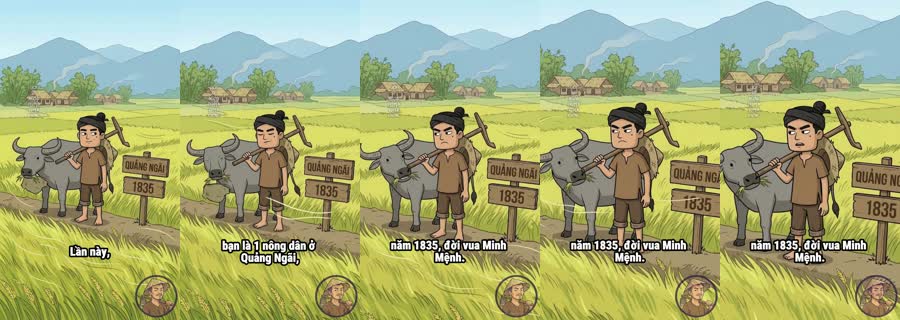 QUẢNG NGÃI
1835
Lần này,
QUẢNG NGÃI
1835
bạn là 1 nông dân ở
Quảng Ngãi,
QUẢNG NGÃI
1835
năm 1835, đời vua Minh
Mệnh.
QUẢNG NGÃ
1835
năm 1835, đời vua Minh
Mệnh.
QUẢNG NG
1835
năm 1835, đời vua Minh
Mệnh.